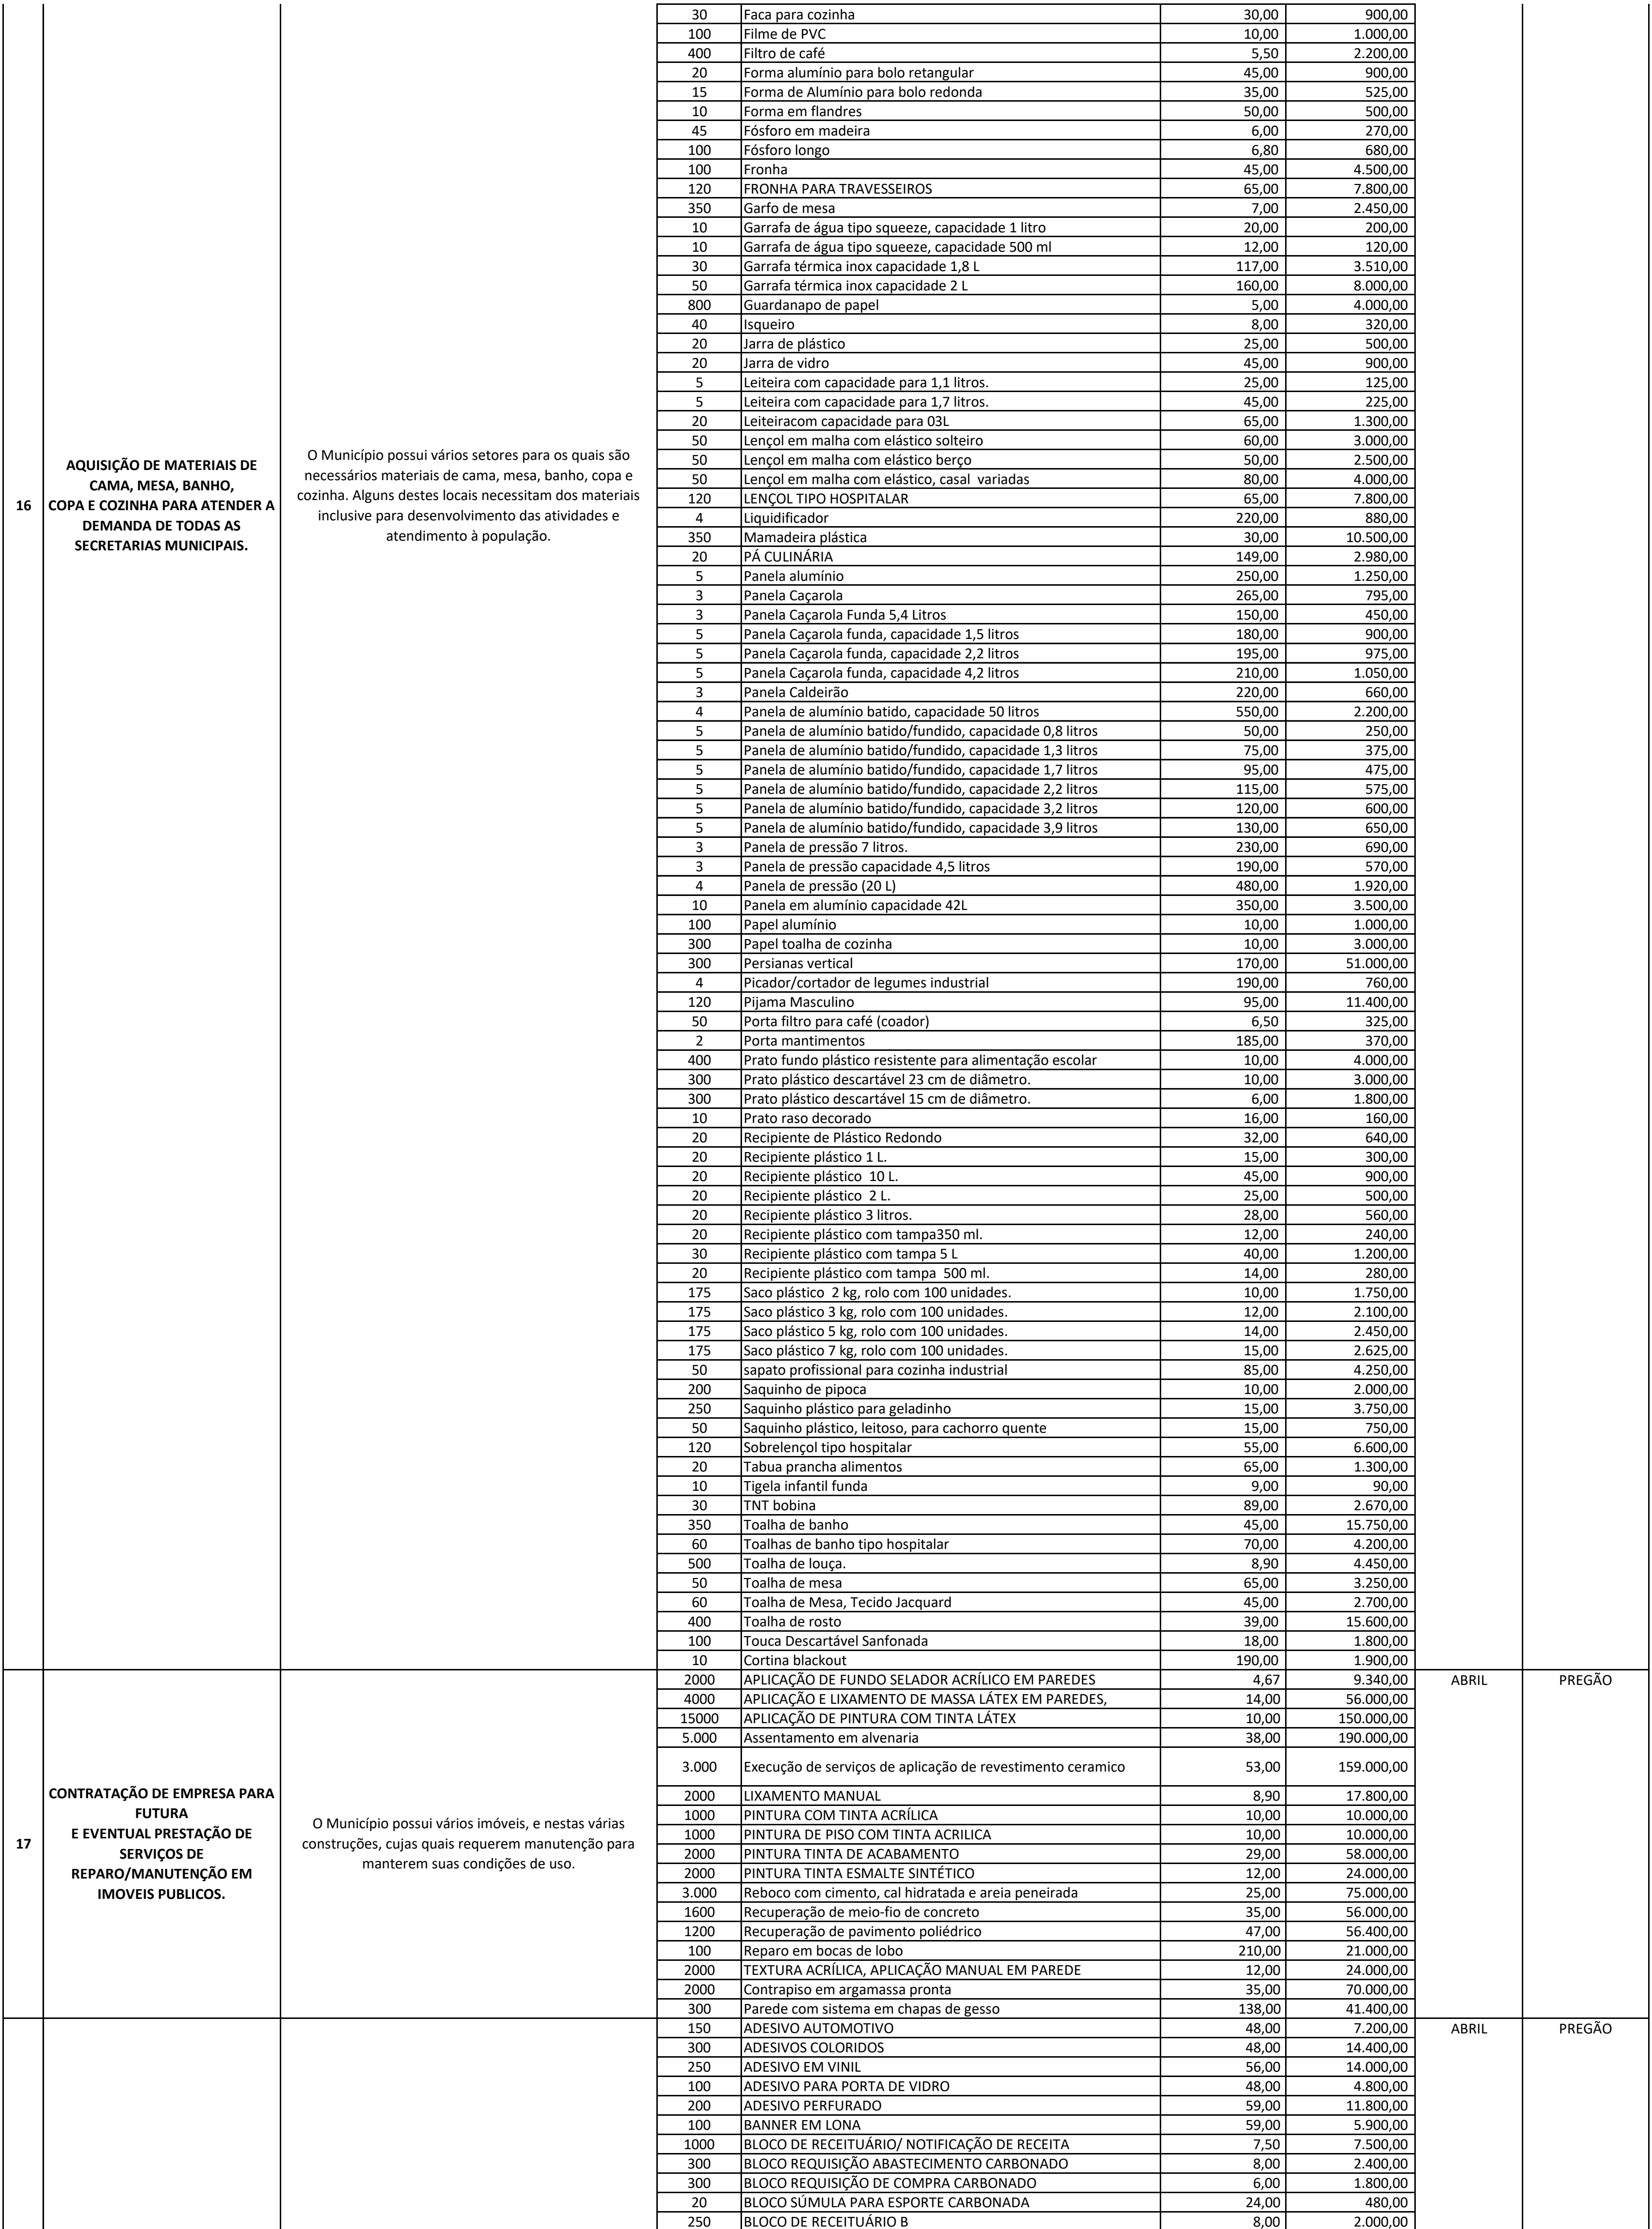 30 Faca para cozinha 30,00 900,00
100 Filme de PVC 10,00 1.000,00
400 Filtro de café 5,50 2.200,00
20 Forma alumínio para bolo retangular 45,00 900,00
15 Forma de Alumínio para bolo redonda 35,00 525,00
10 Forma em flandres 50,00 500,00
45 Fósforo em madeira 6,00 270,00
100 Fósforo longo 6,80 680,00
100 Fronha 45,00 4.500,00
120 FRONHA PARA TRAVESSEIROS 65,00 7.800,00
350 Garfo de mesa 7,00 2.450,00
10 Garrafa de água tipo squeeze, capacidade 1 litro 20,00 200,00
10 Garrafa de água tipo squeeze, capacidade 500 ml 12,00 120,00
30 Garrafa térmica inox capacidade 1,8 L 117,00 3.510,00
50 Garrafa térmica inox capacidade 2 L 160,00 8.000,00
800 Guardanapo de papel 5,00 4.000,00
40 Isqueiro 8,00 320,00
20 Jarra de plástico 25,00 500,00
20 Jarra de vidro 45,00 900,00
5 Leiteira com capacidade para 1,1 litros. 25,00 125,00
5 Leiteira com capacidade para 1,7 litros. 45,00 225,00
20 Leiteiracom capacidade para 03L 65,00 1.300,00
50 Lençol em malha com elástico solteiro 60,00 3.000,00
50 Lençol em malha com elástico berço 50,00 2.500,00
50 Lençol em malha com elástico, casal variadas 80,00 4.000,00
120 LENÇOL TIPO HOSPITALAR 65,00 7.800,00
4 Liquidificador 220,00 880,00
350 Mamadeira plástica 30,00 10.500,00
20 PÁ CULINÁRIA 149,00 2.980,00
5 Panela alumínio 250,00 1.250,00
3 Panela Caçarola 265,00 795,00
3 Panela Caçarola Funda 5,4 Litros 150,00 450,00
5 Panela Caçarola funda, capacidade 1,5 litros 180,00 900,00
5 Panela Caçarola funda, capacidade 2,2 litros 195,00 975,00
5 Panela Caçarola funda, capacidade 4,2 litros 210,00 1.050,00
3 Panela Caldeirão 220,00 660,00
4 Panela de alumínio batido, capacidade 50 litros 550,00 2.200,00
5 Panela de alumínio batido/fundido, capacidade 0,8 litros 50,00 250,00
5 Panela de alumínio batido/fundido, capacidade 1,3 litros 75,00 375,00
5 Panela de alumínio batido/fundido, capacidade 1,7 litros 95,00 475,00
5 Panela de alumínio batido/fundido, capacidade 2,2 litros 115,00 575,00
5 Panela de alumínio batido/fundido, capacidade 3,2 litros 120,00 600,00
5 Panela de alumínio batido/fundido, capacidade 3,9 litros 130,00 650,00
3 Panela de pressão 7 litros. 230,00 690,00
3 Panela de pressão capacidade 4,5 litros 190,00 570,00
4 Panela de pressão (20 L) 480,00 1.920,00
10 Panela em alumínio capacidade 42L 350,00 3.500,00
100 Papel alumínio 10,00 1.000,00
300 Papel toalha de cozinha 10,00 3.000,00
300 Persianas vertical 170,00 51.000,00
4 Picador/cortador de legumes industrial 190,00 760,00
120 Pijama Masculino 95,00 11.400,00
50 Porta filtro para café (coador) 6,50 325,00
2 Porta mantimentos 185,00 370,00
400 Prato fundo plástico resistente para alimentação escolar 10,00 4.000,00
300 Prato plástico descartável 23 cm de diâmetro. 10,00 3.000,00
300 Prato plástico descartável 15 cm de diâmetro. 6,00 1.800,00
10 Prato raso decorado 16,00 160,00
20 Recipiente de Plástico Redondo 32,00 640,00
20 Recipiente plástico 1 L. 15,00 300,00
20 Recipiente plástico 10 L. 45,00 900,00
20 Recipiente plástico 2 L. 25,00 500,00
20 Recipiente plástico 3 litros. 28,00 560,00
20 Recipiente plástico com tampa350 ml. 12,00 240,00
30 Recipiente plástico com tampa 5 L 40,00 1.200,00
20 Recipiente plástico com tampa 500 ml. 14,00 280,00
175 Saco plástico 2 kg, rolo com 100 unidades. 10,00 1.750,00
175 Saco plástico 3 kg, rolo com 100 unidades. 12,00 2.100,00
175 Saco plástico 5 kg, rolo com 100 unidades. 14,00 2.450,00
175 Saco plástico 7 kg, rolo com 100 unidades. 15,00 2.625,00
50 sapato profissional para cozinha industrial 85,00 4.250,00
200 Saquinho de pipoca 10,00 2.000,00
250 Saquinho plástico para geladinho 15,00 3.750,00
50 Saquinho plástico, leitoso, para cachorro quente 15,00 750,00
120 Sobrelençol tipo hospitalar 55,00 6.600,00
20 Tabua prancha alimentos 65,00 1.300,00
10 Tigela infantil funda 9,00 90,00
30 TNT bobina 89,00 2.670,00
350 Toalha de banho 45,00 15.750,00
60 Toalhas de banho tipo hospitalar 70,00 4.200,00
500 Toalha de louça. 8,90 4.450,00
50 Toalha de mesa 65,00 3.250,00
60 Toalha de Mesa, Tecido Jacquard 45,00 2.700,00
400 Toalha de rosto 39,00 15.600,00
100 Touca Descartável Sanfonada 18,00 1.800,00
10 Cortina blackout 190,00 1.900,00
16
AQUISIÇÃO DE MATERIAIS DE
CAMA, MESA, BANHO,
COPA E COZINHA PARA ATENDER A
DEMANDA DE TODAS AS
SECRETARIAS MUNICIPAIS.
O Município possui vários setores para os quais são
necessários materiais de cama, mesa, banho, copa e
cozinha. Alguns destes locais necessitam dos materiais
inclusive para desenvolvimento das atividades e
atendimento à população.
2000 APLICAÇÃO DE FUNDO SELADOR ACRÍLICO EM PAREDES 4,67 9.340,00 ABRIL PREGÃO
4000 APLICAÇÃO E LIXAMENTO DE MASSA LÁTEX EM PAREDES, 14,00 56.000,00
15000 APLICAÇÃO DE PINTURA COM TINTA LÁTEX 10,00 150.000,00
5.000 Assentamento em alvenaria 38,00 190.000,00
3.000 Execução de serviços de aplicação de revestimento ceramico 53,00 159.000,00
2000 LIXAMENTO MANUAL 8,90 17.800,00
1000 PINTURA COM TINTA ACRÍLICA 10,00 10.000,00
1000 PINTURA DE PISO COM TINTA ACRILICA 10,00 10.000,00
2000 PINTURA TINTA DE ACABAMENTO 29,00 58.000,00
2000 PINTURA TINTA ESMALTE SINTÉTICO 12,00 24.000,00
3.000 Reboco com cimento, cal hidratada e areia peneirada 25,00 75.000,00
1600 Recuperação de meio-fio de concreto 35,00 56.000,00
1200 Recuperação de pavimento poliédrico 47,00 56.400,00
100 Reparo em bocas de lobo 210,00 21.000,00
2000 TEXTURA ACRÍLICA, APLICAÇÃO MANUAL EM PAREDE 12,00 24.000,00
2000 Contrapiso em argamassa pronta 35,00 70.000,00
300 Parede com sistema em chapas de gesso 138,00 41.400,00
17
CONTRATAÇÃO DE EMPRESA PARA
FUTURA
E EVENTUAL PRESTAÇÃO DE
SERVIÇOS DE
REPARO/MANUTENÇÃO EM
IMOVEIS PUBLICOS.
O Município possui vários imóveis, e nestas várias
construções, cujas quais requerem manutenção para
manterem suas condições de uso.
150 ADESIVO AUTOMOTIVO 48,00 7.200,00 ABRIL PREGÃO
300 ADESIVOS COLORIDOS 48,00 14.400,00
250 ADESIVO EM VINIL 56,00 14.000,00
100 ADESIVO PARA PORTA DE VIDRO 48,00 4.800,00
200 ADESIVO PERFURADO 59,00 11.800,00
100 BANNER EM LONA 59,00 5.900,00
1000 BLOCO DE RECEITUÁRIO/ NOTIFICAÇÃO DE RECEITA 7,50 7.500,00
300 BLOCO REQUISIÇÃO ABASTECIMENTO CARBONADO 8,00 2.400,00
300 BLOCO REQUISIÇÃO DE COMPRA CARBONADO 6,00 1.800,00
20 BLOCO SÚMULA PARA ESPORTE CARBONADA 24,00 480,00
250 BLOCO DE RECEITUÁRIO B 8,00 2.000,00